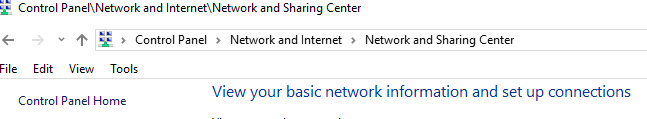 Control Panel\Network and Internet\Network and Sharing Center
Control Panel > Network and Internet > Network and Sharing Center
File Edit View Tools
Control Panel Home
View your basic network information and set up connections